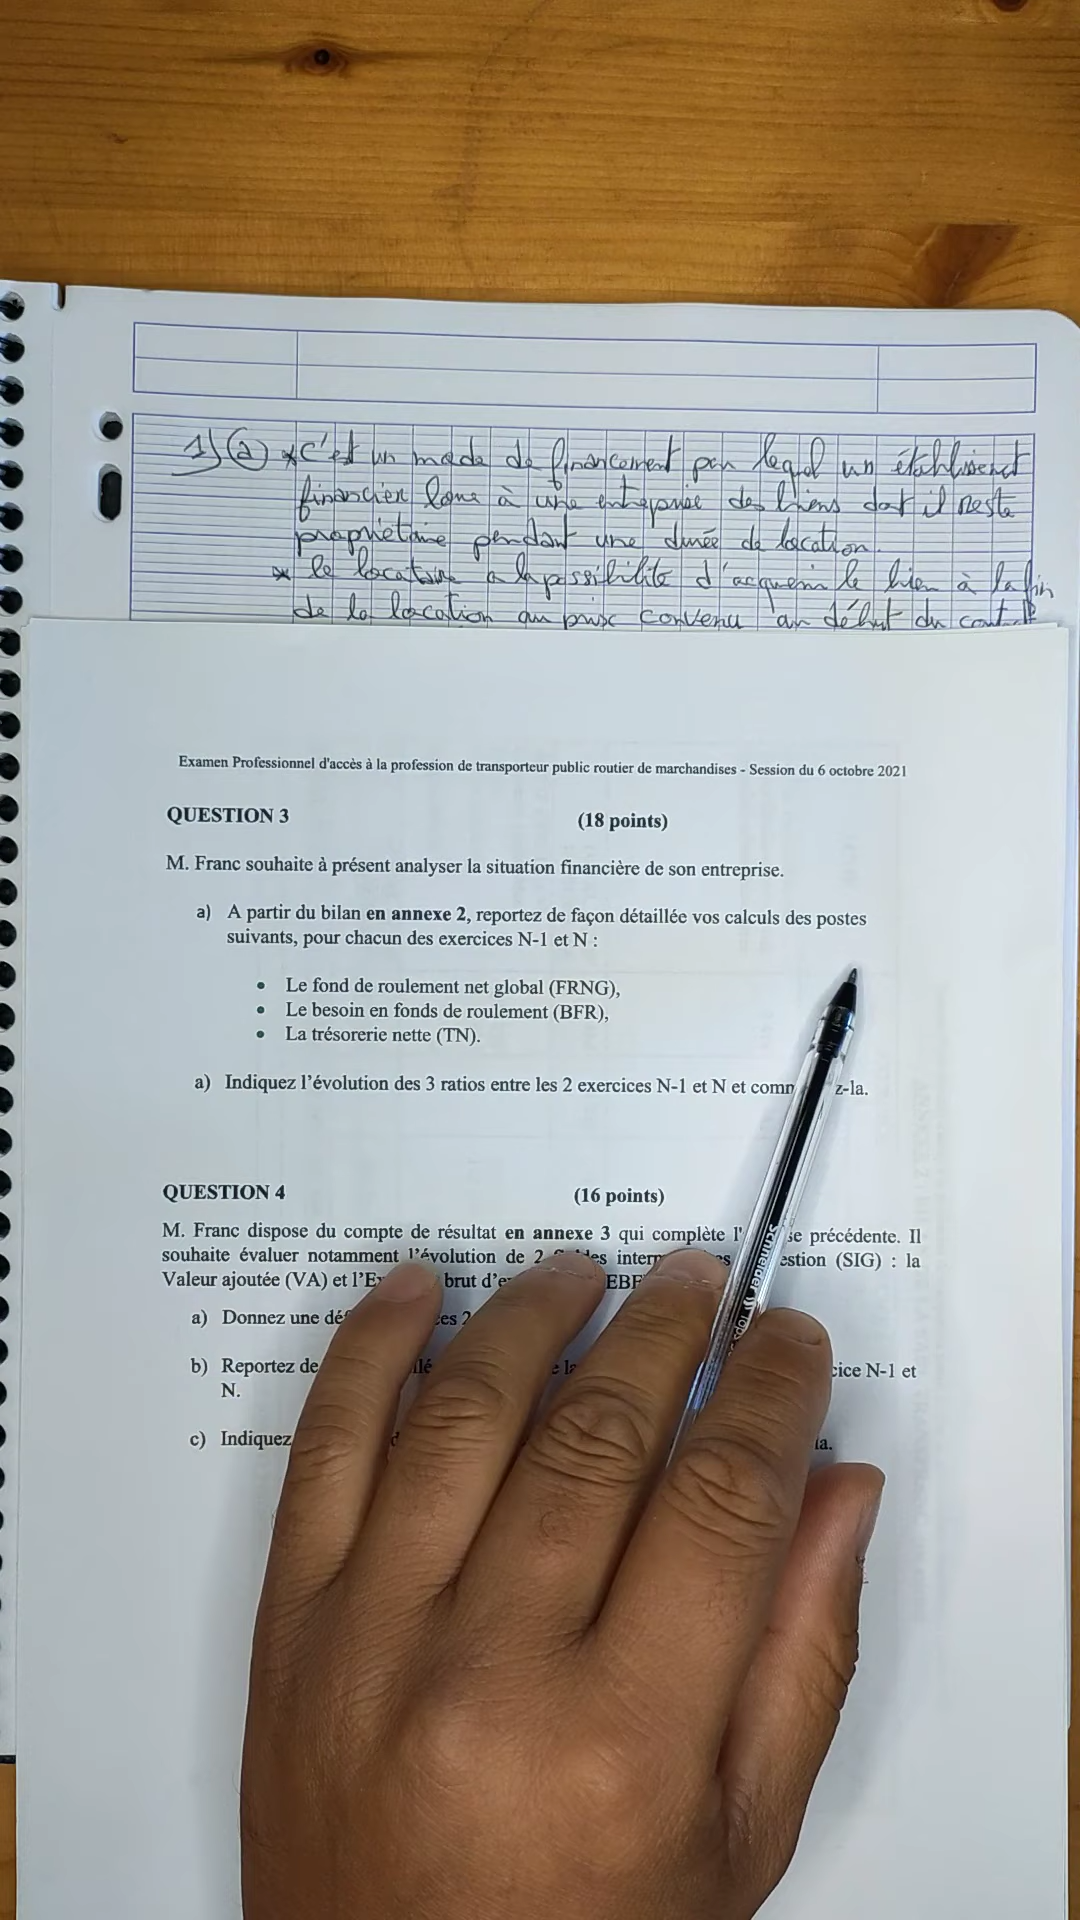 1) (a) * c'est un mode de financement par lequel un établissement
financier loue à une entreprise des biens dont il reste
propriétaire pendant une durée de location.
* le locataire a la possibilité d'acquérir le bien à la fin
de la location au prix convenu au début du contrat
Examen Professionnel d'accès à la profession de transporteur public routier de marchandises - Session du 6 octobre 2021
QUESTION 3 (18 points)
M. Franc souhaite à présent analyser la situation financière de son entreprise.
a) A partir du bilan en annexe 2, reportez de façon détaillée vos calculs des postes
suivants, pour chacun des exercices N-1 et N :
• Le fond de roulement net global (FRNG),
• Le besoin en fonds de roulement (BFR),
• La trésorerie nette (TN).
a) Indiquez l'évolution des 3 ratios entre les 2 exercices N-1 et N et comm z-la.
QUESTION 4 (16 points)
M. Franc dispose du compte de résultat en annexe 3 qui complète l' se précédente. Il
souhaite évaluer notamment l'évolution de 2 des inter estion (SIG) : la
Valeur ajoutée (VA) et l'E brut d'e EBE
a) Donnez une dé ces 2
b) Reportez de lé e la cice N-1 et
N.
c) Indiquez d la.
schneider Tops